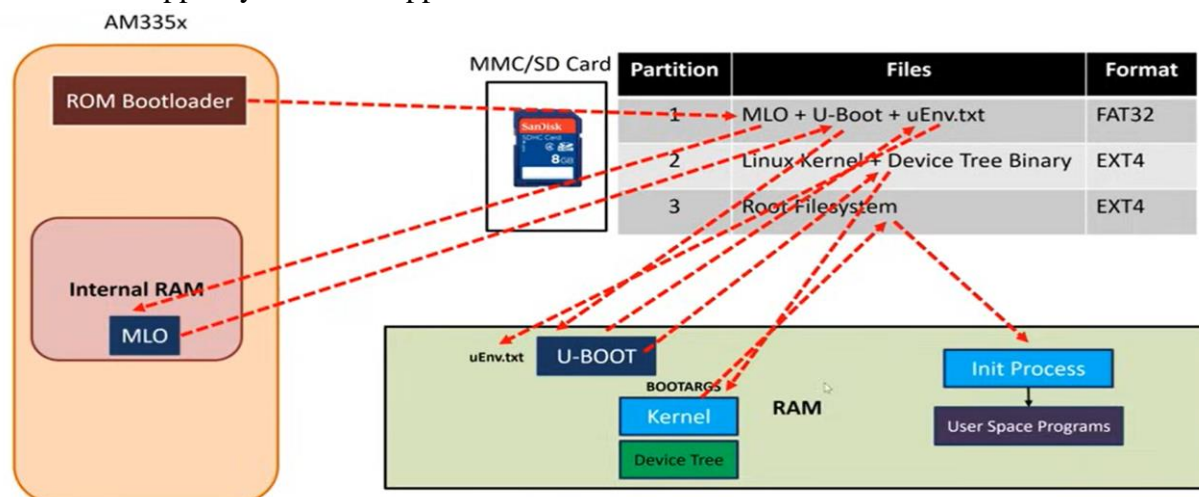 AM335x
ROM Bootloader
Internal RAM
MLO
MMC/SD Card
SanDisk
SDHC Card
8GB
Partition Files Format
1 MLO + U-Boot + uEnv.txt FAT32
2 Linux Kernel + Device Tree Binary EXT4
3 Root Filesystem EXT4
uEnv.txt
U-BOOT
BOOTARGS
Kernel
Device Tree
RAM
Init Process
User Space Programs